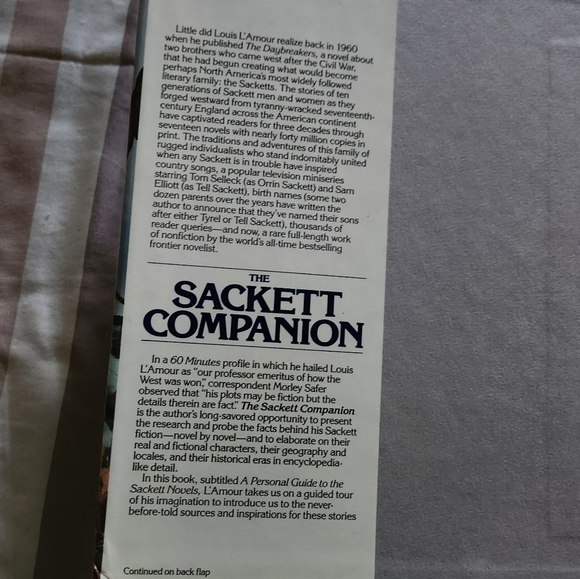 Little did Louis L'Amour realize back in 1960
when he published The Daybreakers, a novel about
two brothers who came west after the Civil War,
that he had begun creating what would become
perhaps North America's most widely followed
literary family: the Sacketts. The stories of ten
generations of Sackett men and women as they
forged westward from tyranny-wracked seventeenth-
century England across the American continent
have captivated readers for three decades through
seventeen novels with nearly forty million copies in
print. The traditions and adventures of this family of
rugged individualists who stand indomitably united
when any Sackett is in trouble have inspired
country songs, a popular television miniseries
starring Tom Selleck (as Orrin Sackett) and Sam
Elliott (as Tell Sackett), birth names (some two
dozen parents over the years have written the
author to announce that they've named their sons
after either Tyrel or Tell Sackett), thousands of
reader queries—and now, a rare full-length work
of nonfiction by the world's all-time bestselling
frontier novelist.
THE
SACKETT
COMPANION
In a 60 Minutes profile in which he hailed Louis
L'Amour as "our professor emeritus of how the
West was won," correspondent Morley Safer
observed that "his plots may be fiction but the
details therein are fact." The Sackett Companion
is the author's long-savored opportunity to present
the research and probe the facts behind his Sackett
fiction—novel by novel—and to elaborate on their
real and fictional characters, their geography and
locales, and their historical eras in encyclopedia-
like detail.
In this book, subtitled A Personal Guide to the
Sackett Novels, L'Amour takes us on a guided tour
of his imagination to introduce us to the never-
before-told sources and inspirations for these stories
Continued on back flap